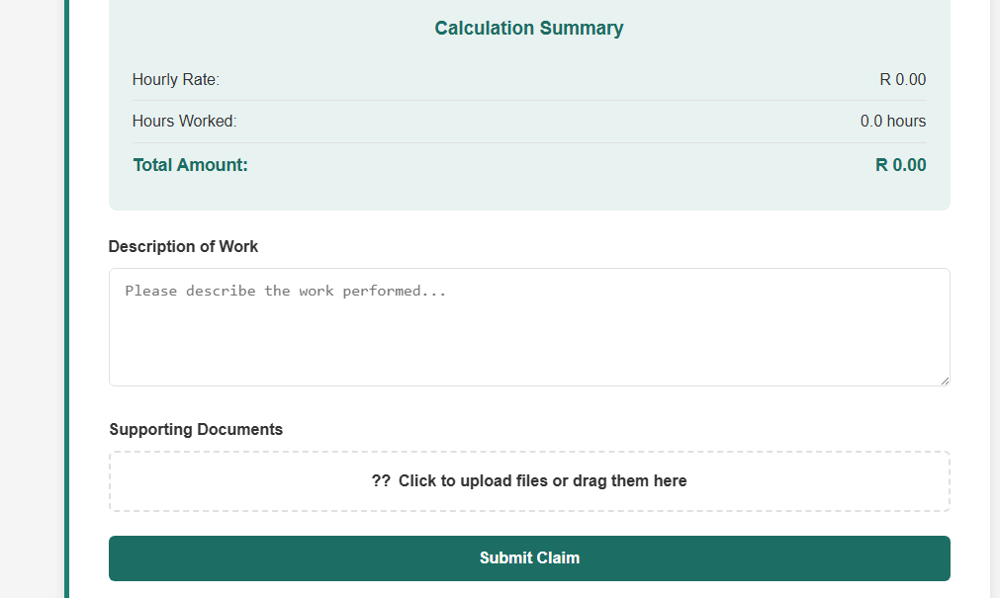 Calculation Summary
Hourly Rate: R 0.00
Hours Worked: 0.0 hours
Total Amount: R 0.00
Description of Work
Please describe the work performed...
Supporting Documents
?? Click to upload files or drag them here
Submit Claim